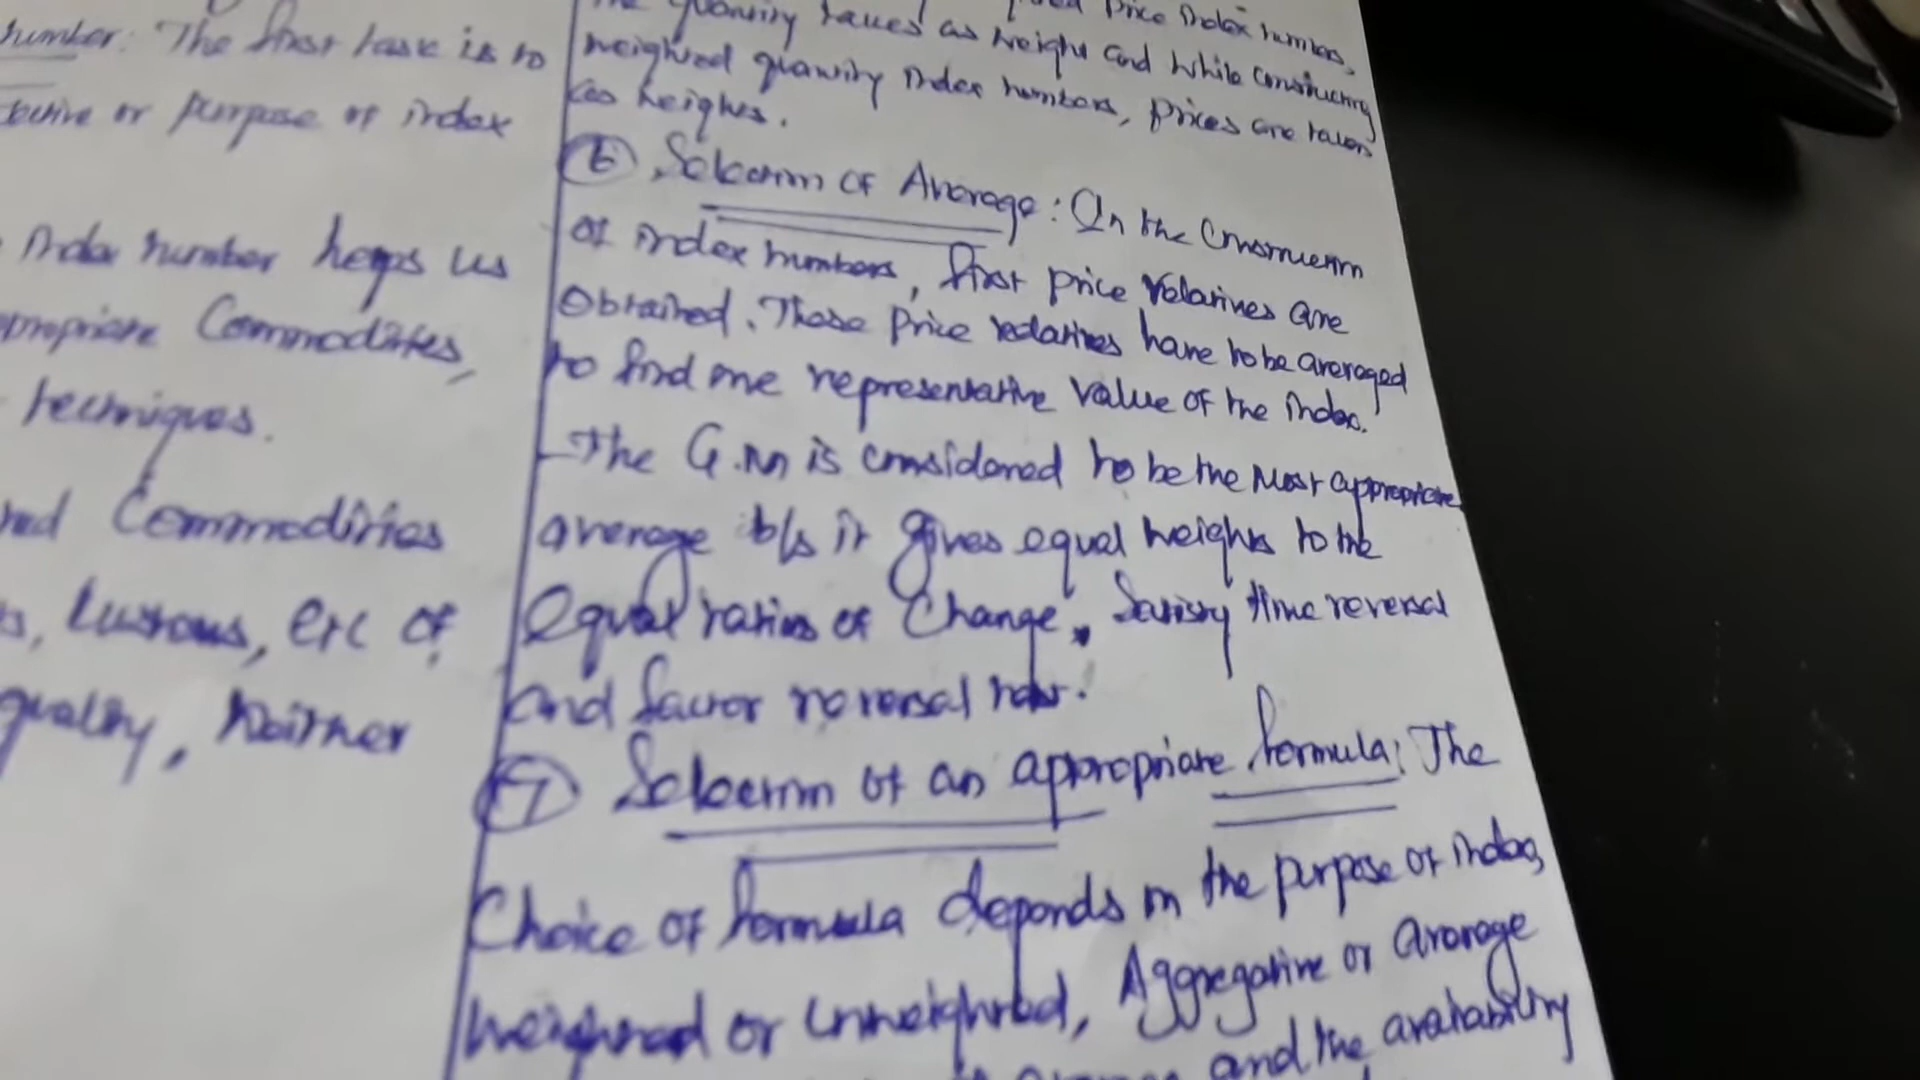 number: The first task is to
ective or purpose of index
index number helps us
appropriate Commodities,
techniques.
Commodities
etc of
quality, Neither
price index numbers,
the quantity taken as weight and while constructing
weighted quantity index numbers, prices are taken
as weights.
6 Selection of Average: In the Construction
of index numbers, first price relatives are
obtained. These price relatives have to be averaged
to find one representative value of the index.
The G.M is considered to be the most appropriate
average b/s it gives equal weights to the
equal ratios of change. Satisfy time reversal
and factor reversal test.
7 Selection of an appropriate formula: The
Choice of formula depends on the purpose of index,
weighted or unweighted, Aggregative or average
and the availability